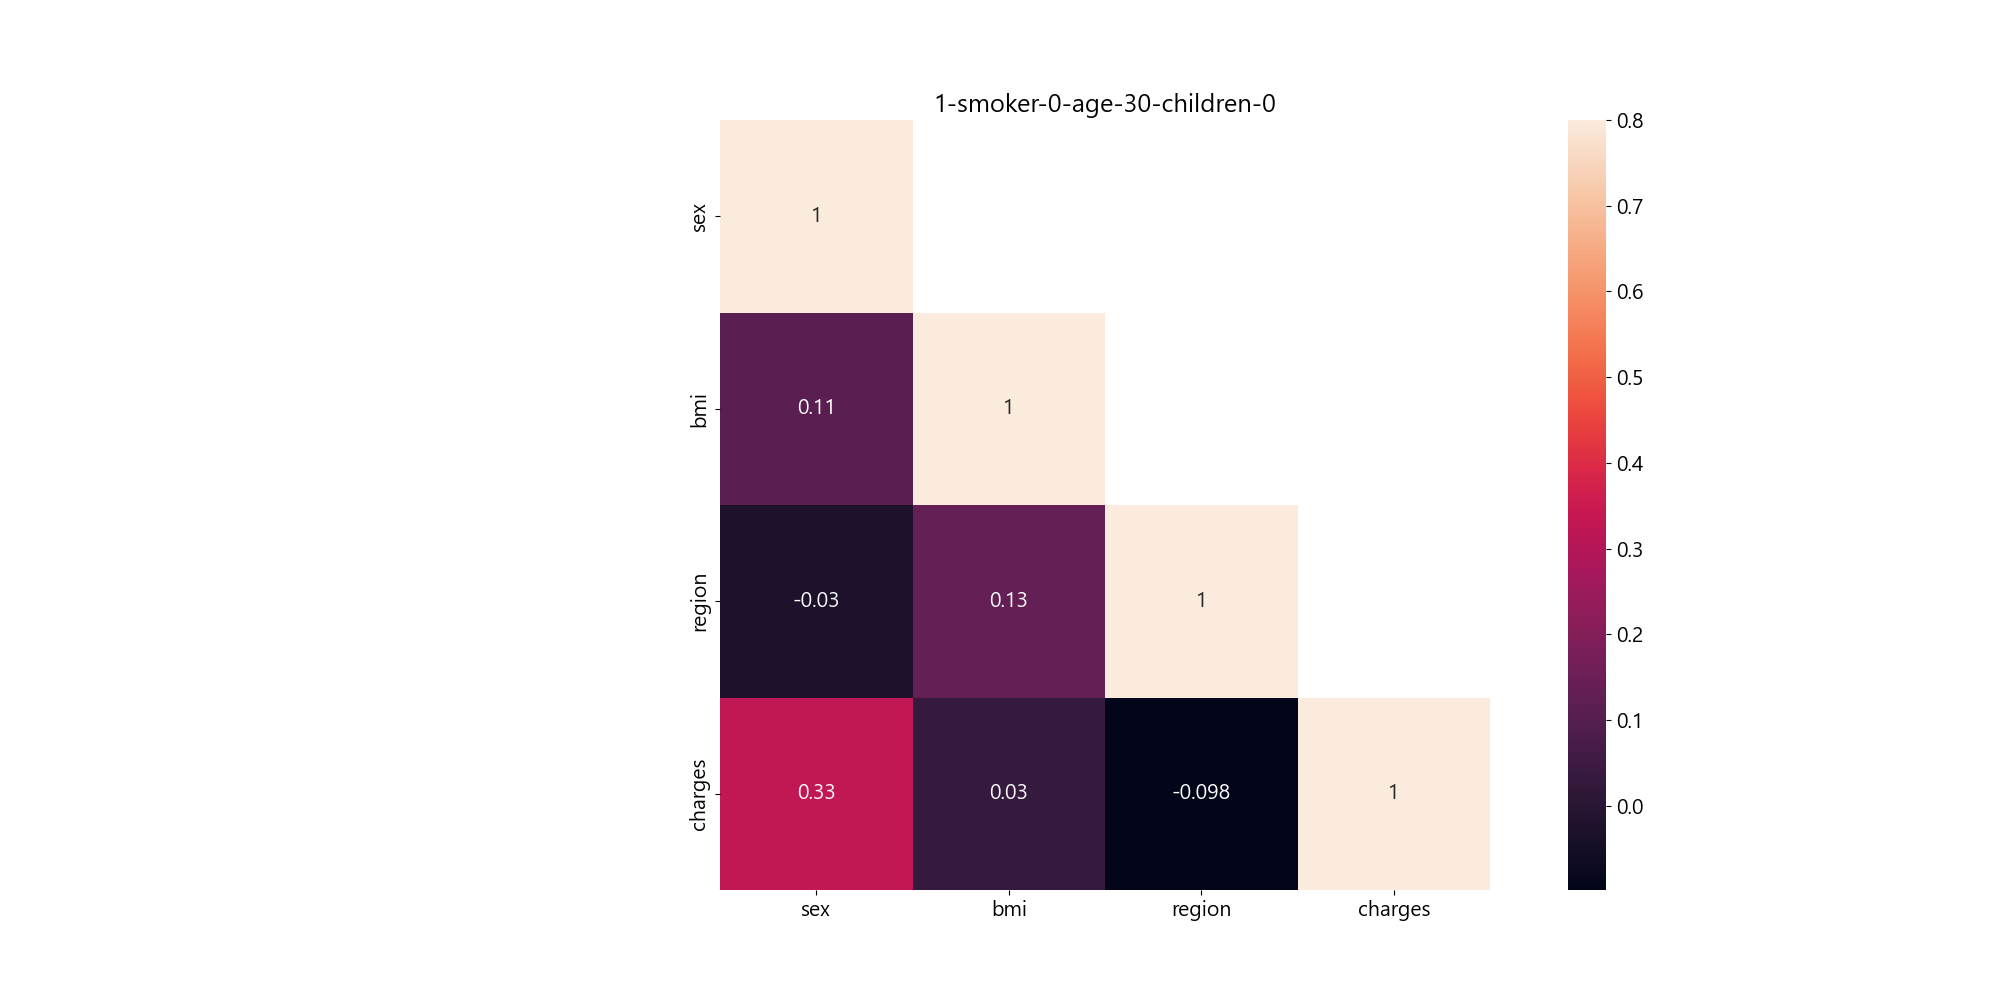 1-smoker-0-age-30-children-0
sex
1
bmi
0.11 1
region
-0.03 0.13 1
charges
0.33 0.03 -0.098 1
sex bmi region charges
0.8
0.7
0.6
0.5
0.4
0.3
0.2
0.1
0.0